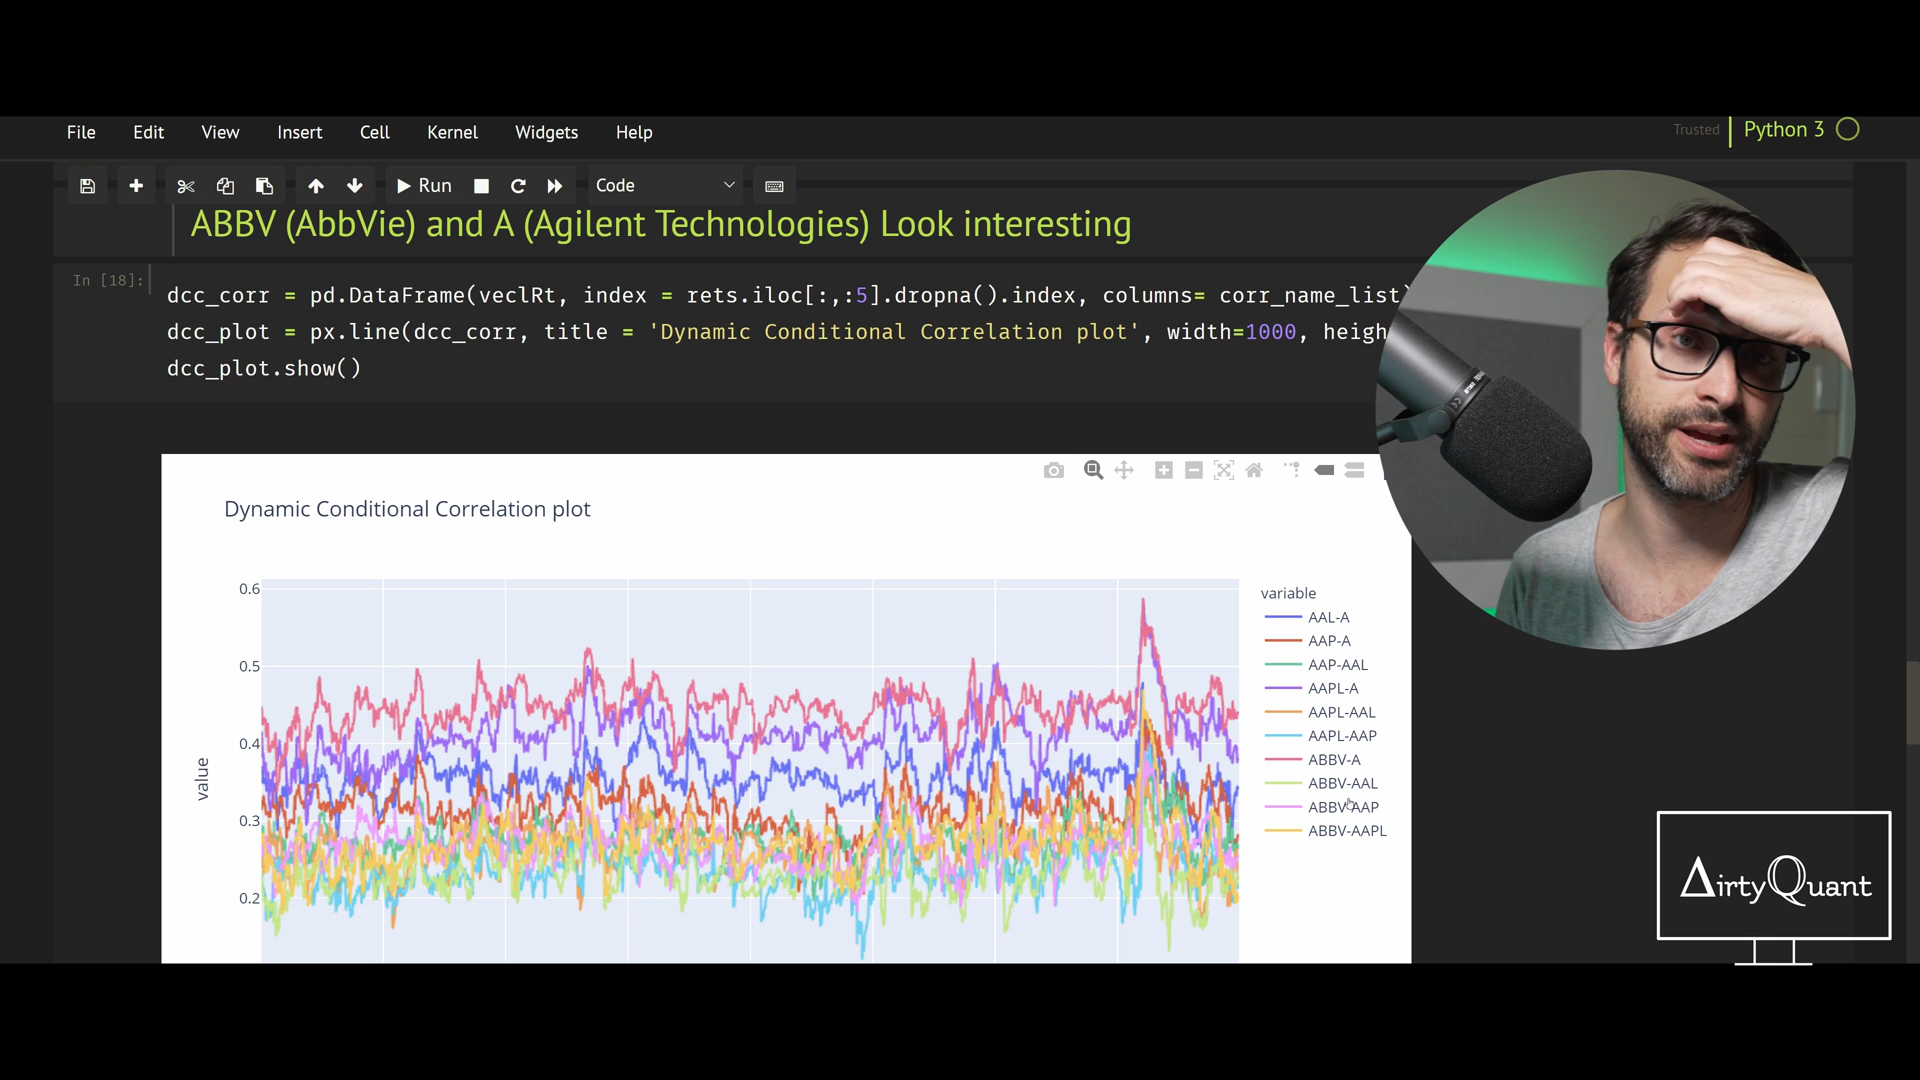 File Edit View Insert Cell Kernel Widgets Help
Trusted Python 3
Run Code
ABBV (AbbVie) and A (Agilent Technologies) Look interesting
In [18]:
dcc_corr = pd.DataFrame(veclRt, index = rets.iloc[:,:5].dropna().index, columns= corr_name_list)
dcc_plot = px.line(dcc_corr, title = 'Dynamic Conditional Correlation plot', width=1000, heigh
dcc_plot.show()
Dynamic Conditional Correlation plot
0.6
0.5
0.4
0.3
0.2
value
variable
AAL-A
AAP-A
AAP-AAL
AAPL-A
AAPL-AAL
AAPL-AAP
ABBV-A
ABBV-AAL
ABBV-AAP
ABBV-AAPL
ΔirtyQuant